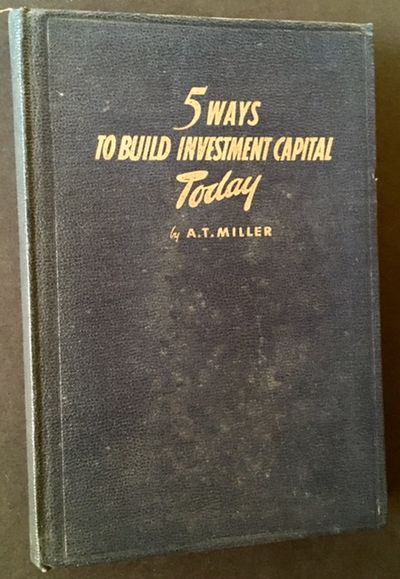 5 WAYS
TO BUILD INVESTMENT CAPITAL
Today
by A.T. MILLER